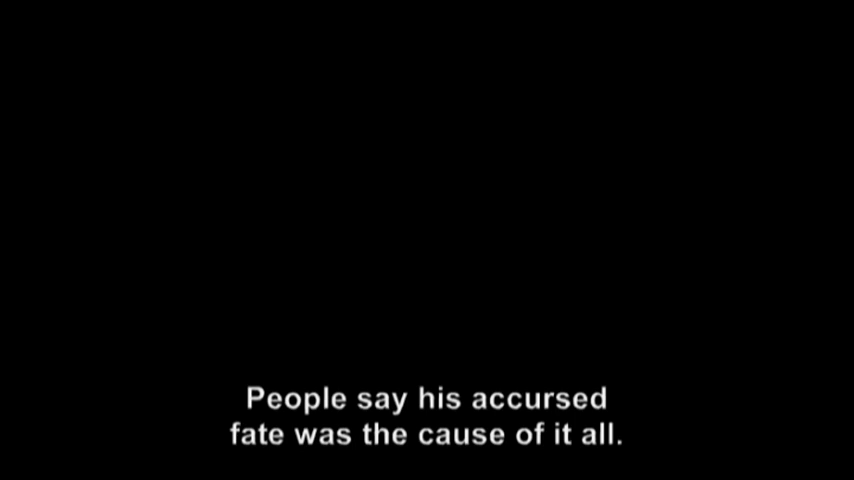 People say his accursed
fate was the cause of it all.